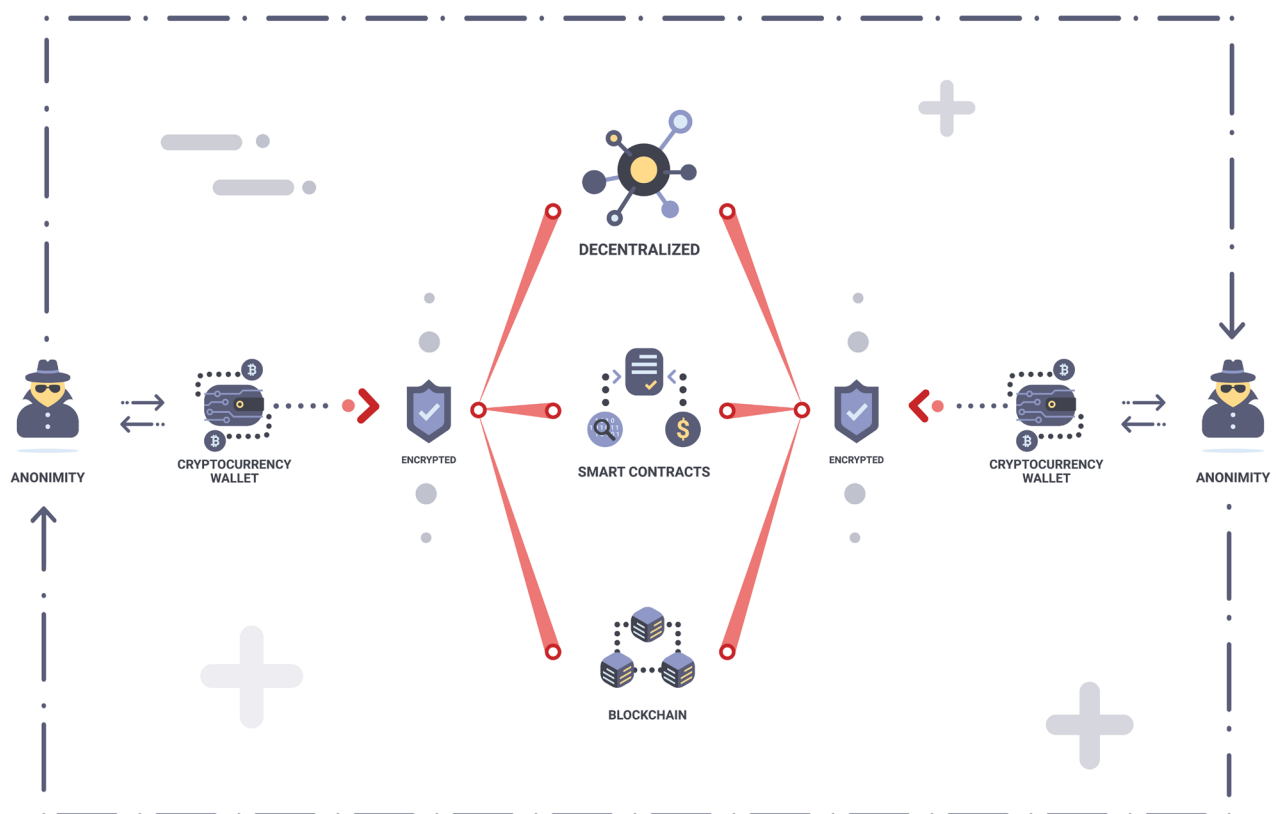 DECENTRALIZED
ANONIMITY
CRYPTOCURRENCY
WALLET
ENCRYPTED
SMART CONTRACTS
ENCRYPTED
CRYPTOCURRENCY
WALLET
ANONIMITY
BLOCKCHAIN